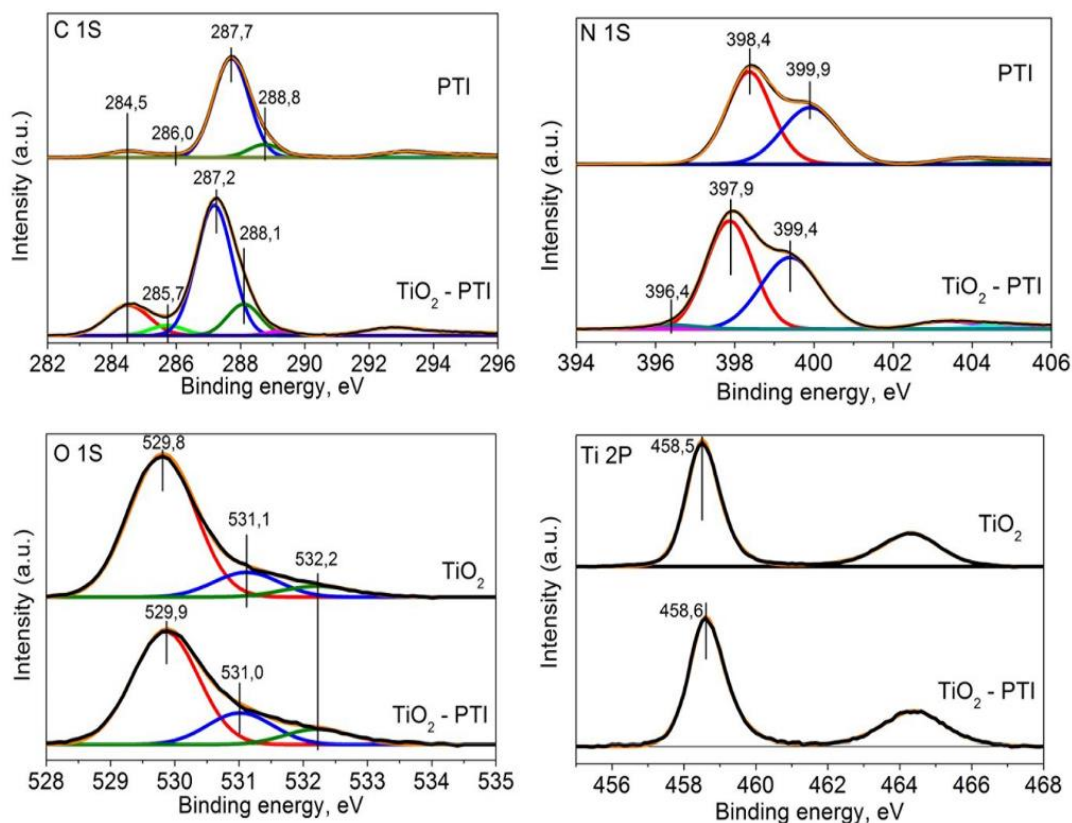 C 1S
287,7
PTI
284,5
288,8
286,0
287,2
288,1
285,7
TiO2 - PTI
Intensity (a.u.)
282 284 286 288 290 292 294 296
Binding energy, eV
N 1S
398,4
PTI
399,9
397,9
399,4
396,4
TiO2 - PTI
Intensity (a.u.)
394 396 398 400 402 404 406
Binding energy, eV
O 1S
529,8
531,1
532,2
TiO2
529,9
531,0
TiO2 - PTI
Intensity (a.u.)
528 529 530 531 532 533 534 535
Binding energy, eV
Ti 2P
458,5
TiO2
458,6
TiO2 - PTI
Intensity (a.u.)
456 458 460 462 464 466 468
Binding energy, eV